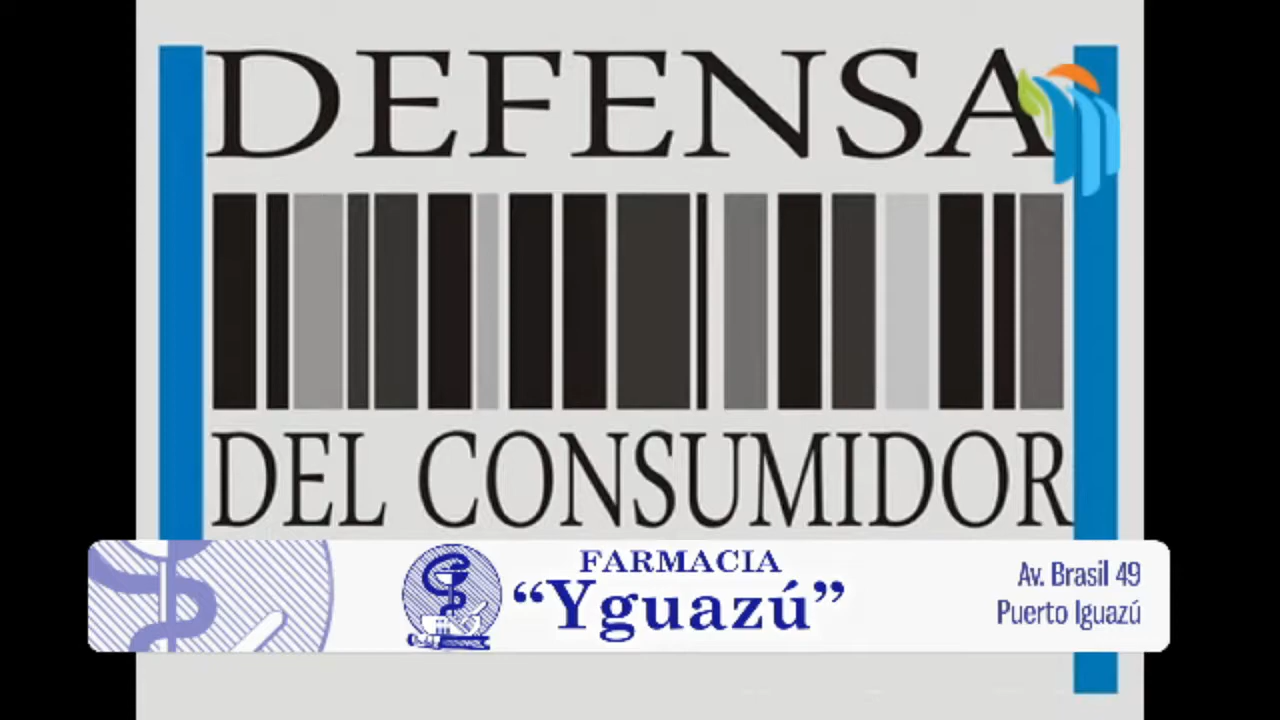 DEFENSA
DEL CONSUMIDOR
FARMACIA
“Yguazú”
Av. Brasil 49
Puerto Iguazú